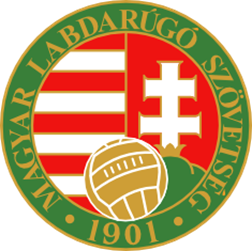 MAGYAR LABDARÚGÓ SZÖVETSÉG
• 1901 •